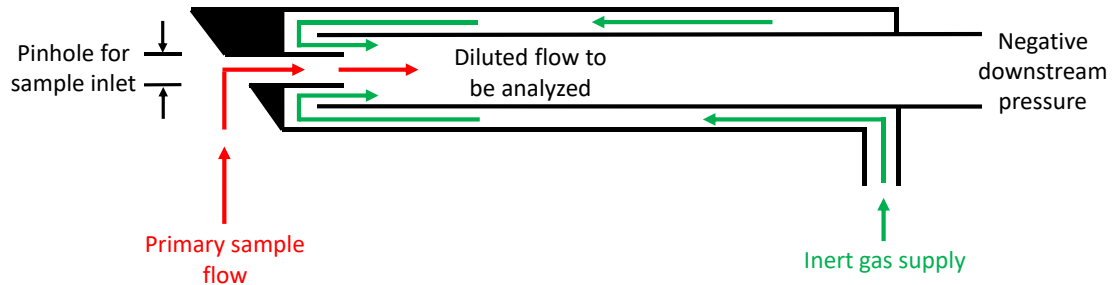 Pinhole for
sample inlet
Diluted flow to
be analyzed
Negative
downstream
pressure
Primary sample
flow
Inert gas supply